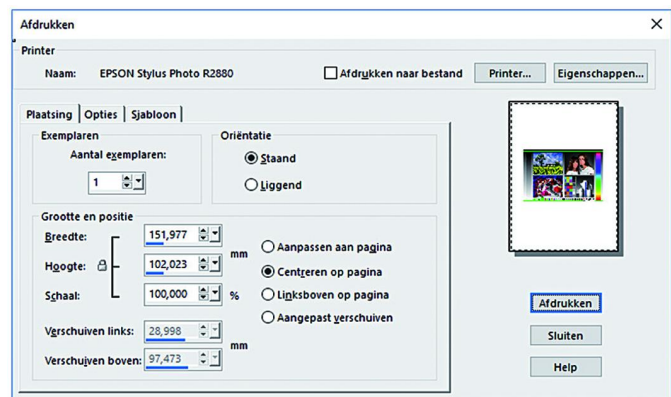 Afdrukken
Printer
Naam: EPSON Stylus Photo R2880 Afdrukken naar bestand Printer... Eigenschappen...
Plaatsing Opties Sjabloon
Exemplaren Oriëntatie
Aantal exemplaren: Staand
1 Liggend
Grootte en positie
Breedte: 151,977 Aanpassen aan pagina
mm
Hoogte: 102,023 Centreren op pagina
Schaal: 100,000 % Linksboven op pagina
Aangepast verschuiven
Verschuiven links: 28,998
mm
Verschuiven boven: 97,473
Afdrukken
Sluiten
Help